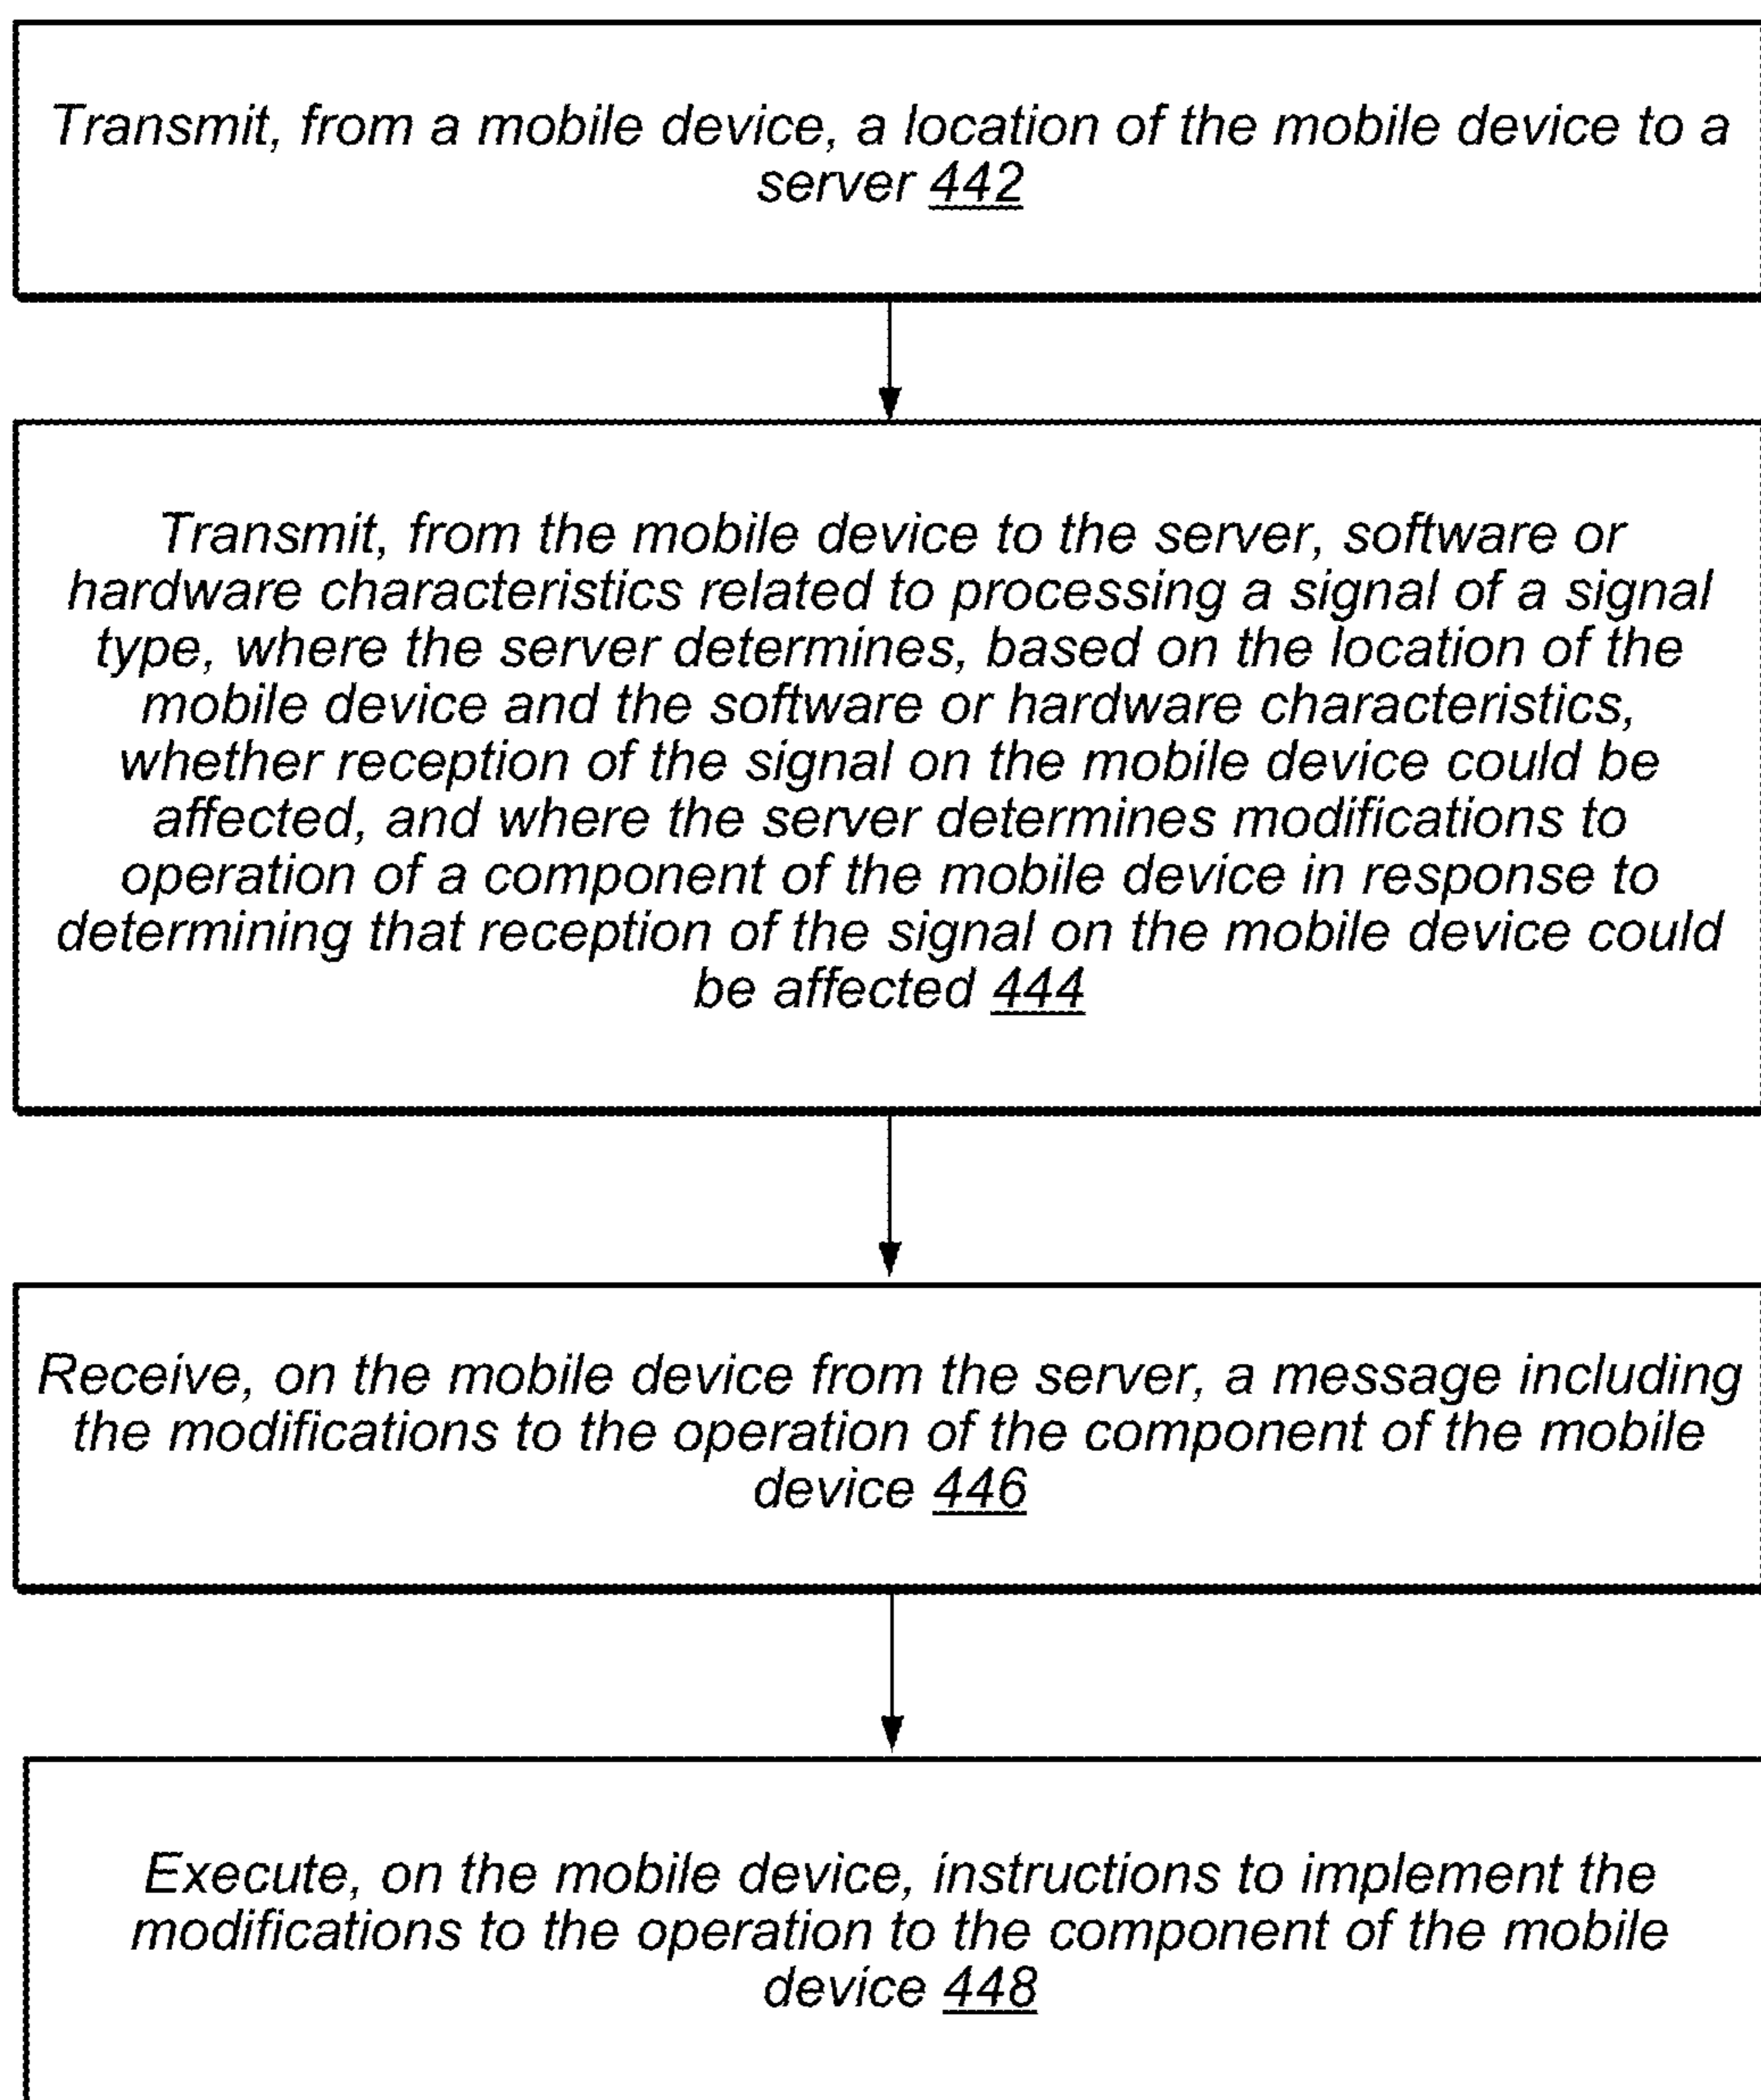 Transmit, from a mobile device, a location of the mobile device to a
server 442
Transmit, from the mobile device to the server, software or
hardware characteristics related to processing a signal of a signal
type, where the server determines, based on the location of the
mobile device and the software or hardware characteristics,
whether reception of the signal on the mobile device could be
affected, and where the server determines modifications to
operation of a component of the mobile device in response to
determining that reception of the signal on the mobile device could
be affected 444
Receive, on the mobile device from the server, a message including
the modifications to the operation of the component of the mobile
device 446
Execute, on the mobile device, instructions to implement the
modifications to the operation to the component of the mobile
device 448